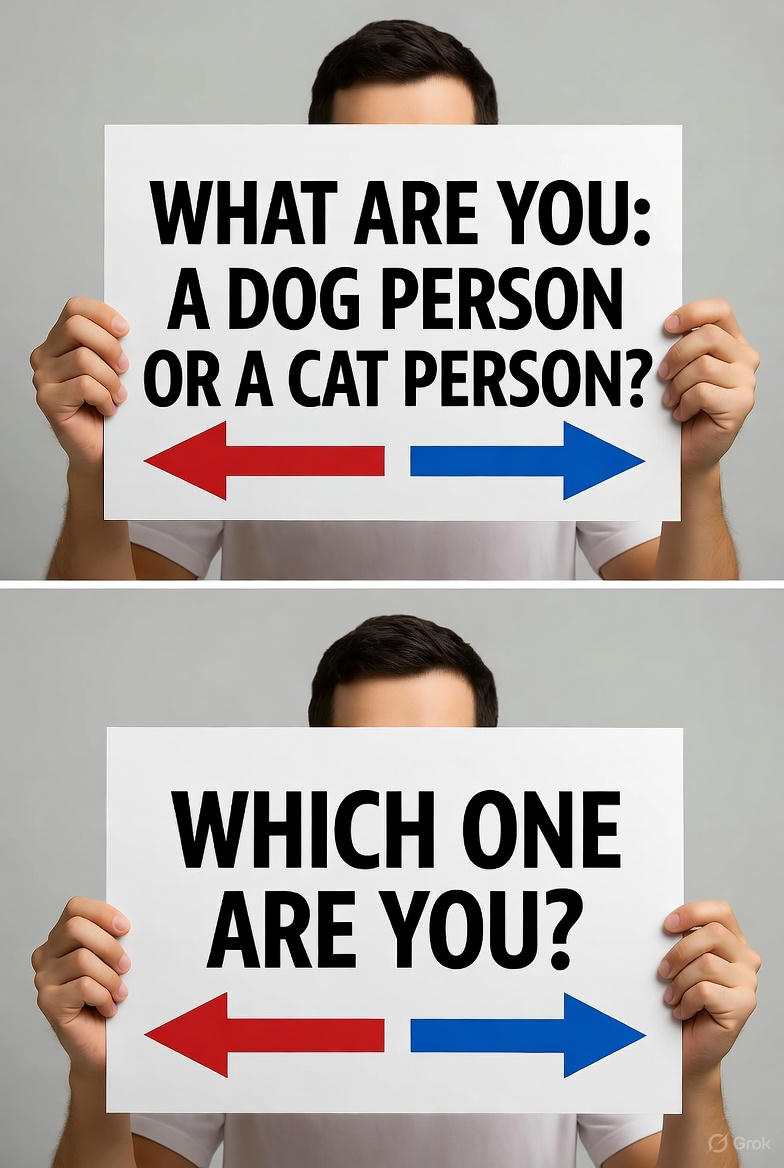 WHAT ARE YOU:
A DOG PERSON
OR A CAT PERSON?
WHICH ONE
ARE YOU?
Grok